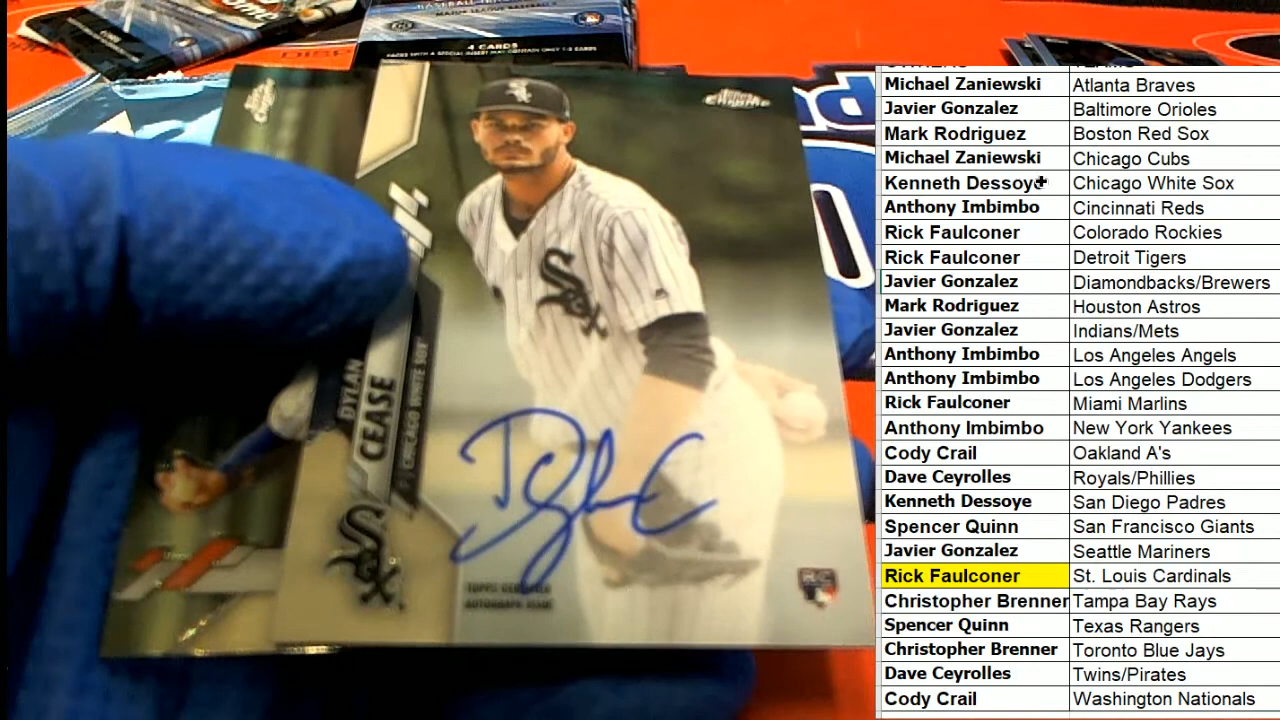 4 CARDS
Topps Chrome
DYLAN
CEASE
CHICAGO WHITE SOX
Sox
TOPPS CERTIFIED
AUTOGRAPH ISSUE
RC
Michael Zaniewski Atlanta Braves
Javier Gonzalez Baltimore Orioles
Mark Rodriguez Boston Red Sox
Michael Zaniewski Chicago Cubs
Kenneth Dessoye Chicago White Sox
Anthony Imbimbo Cincinnati Reds
Rick Faulconer Colorado Rockies
Rick Faulconer Detroit Tigers
Javier Gonzalez Diamondbacks/Brewers
Mark Rodriguez Houston Astros
Javier Gonzalez Indians/Mets
Anthony Imbimbo Los Angeles Angels
Anthony Imbimbo Los Angeles Dodgers
Rick Faulconer Miami Marlins
Anthony Imbimbo New York Yankees
Cody Crail Oakland A's
Dave Ceyrolles Royals/Phillies
Kenneth Dessoye San Diego Padres
Spencer Quinn San Francisco Giants
Javier Gonzalez Seattle Mariners
Rick Faulconer St. Louis Cardinals
Christopher Brenner Tampa Bay Rays
Spencer Quinn Texas Rangers
Christopher Brenner Toronto Blue Jays
Dave Ceyrolles Twins/Pirates
Cody Crail Washington Nationals